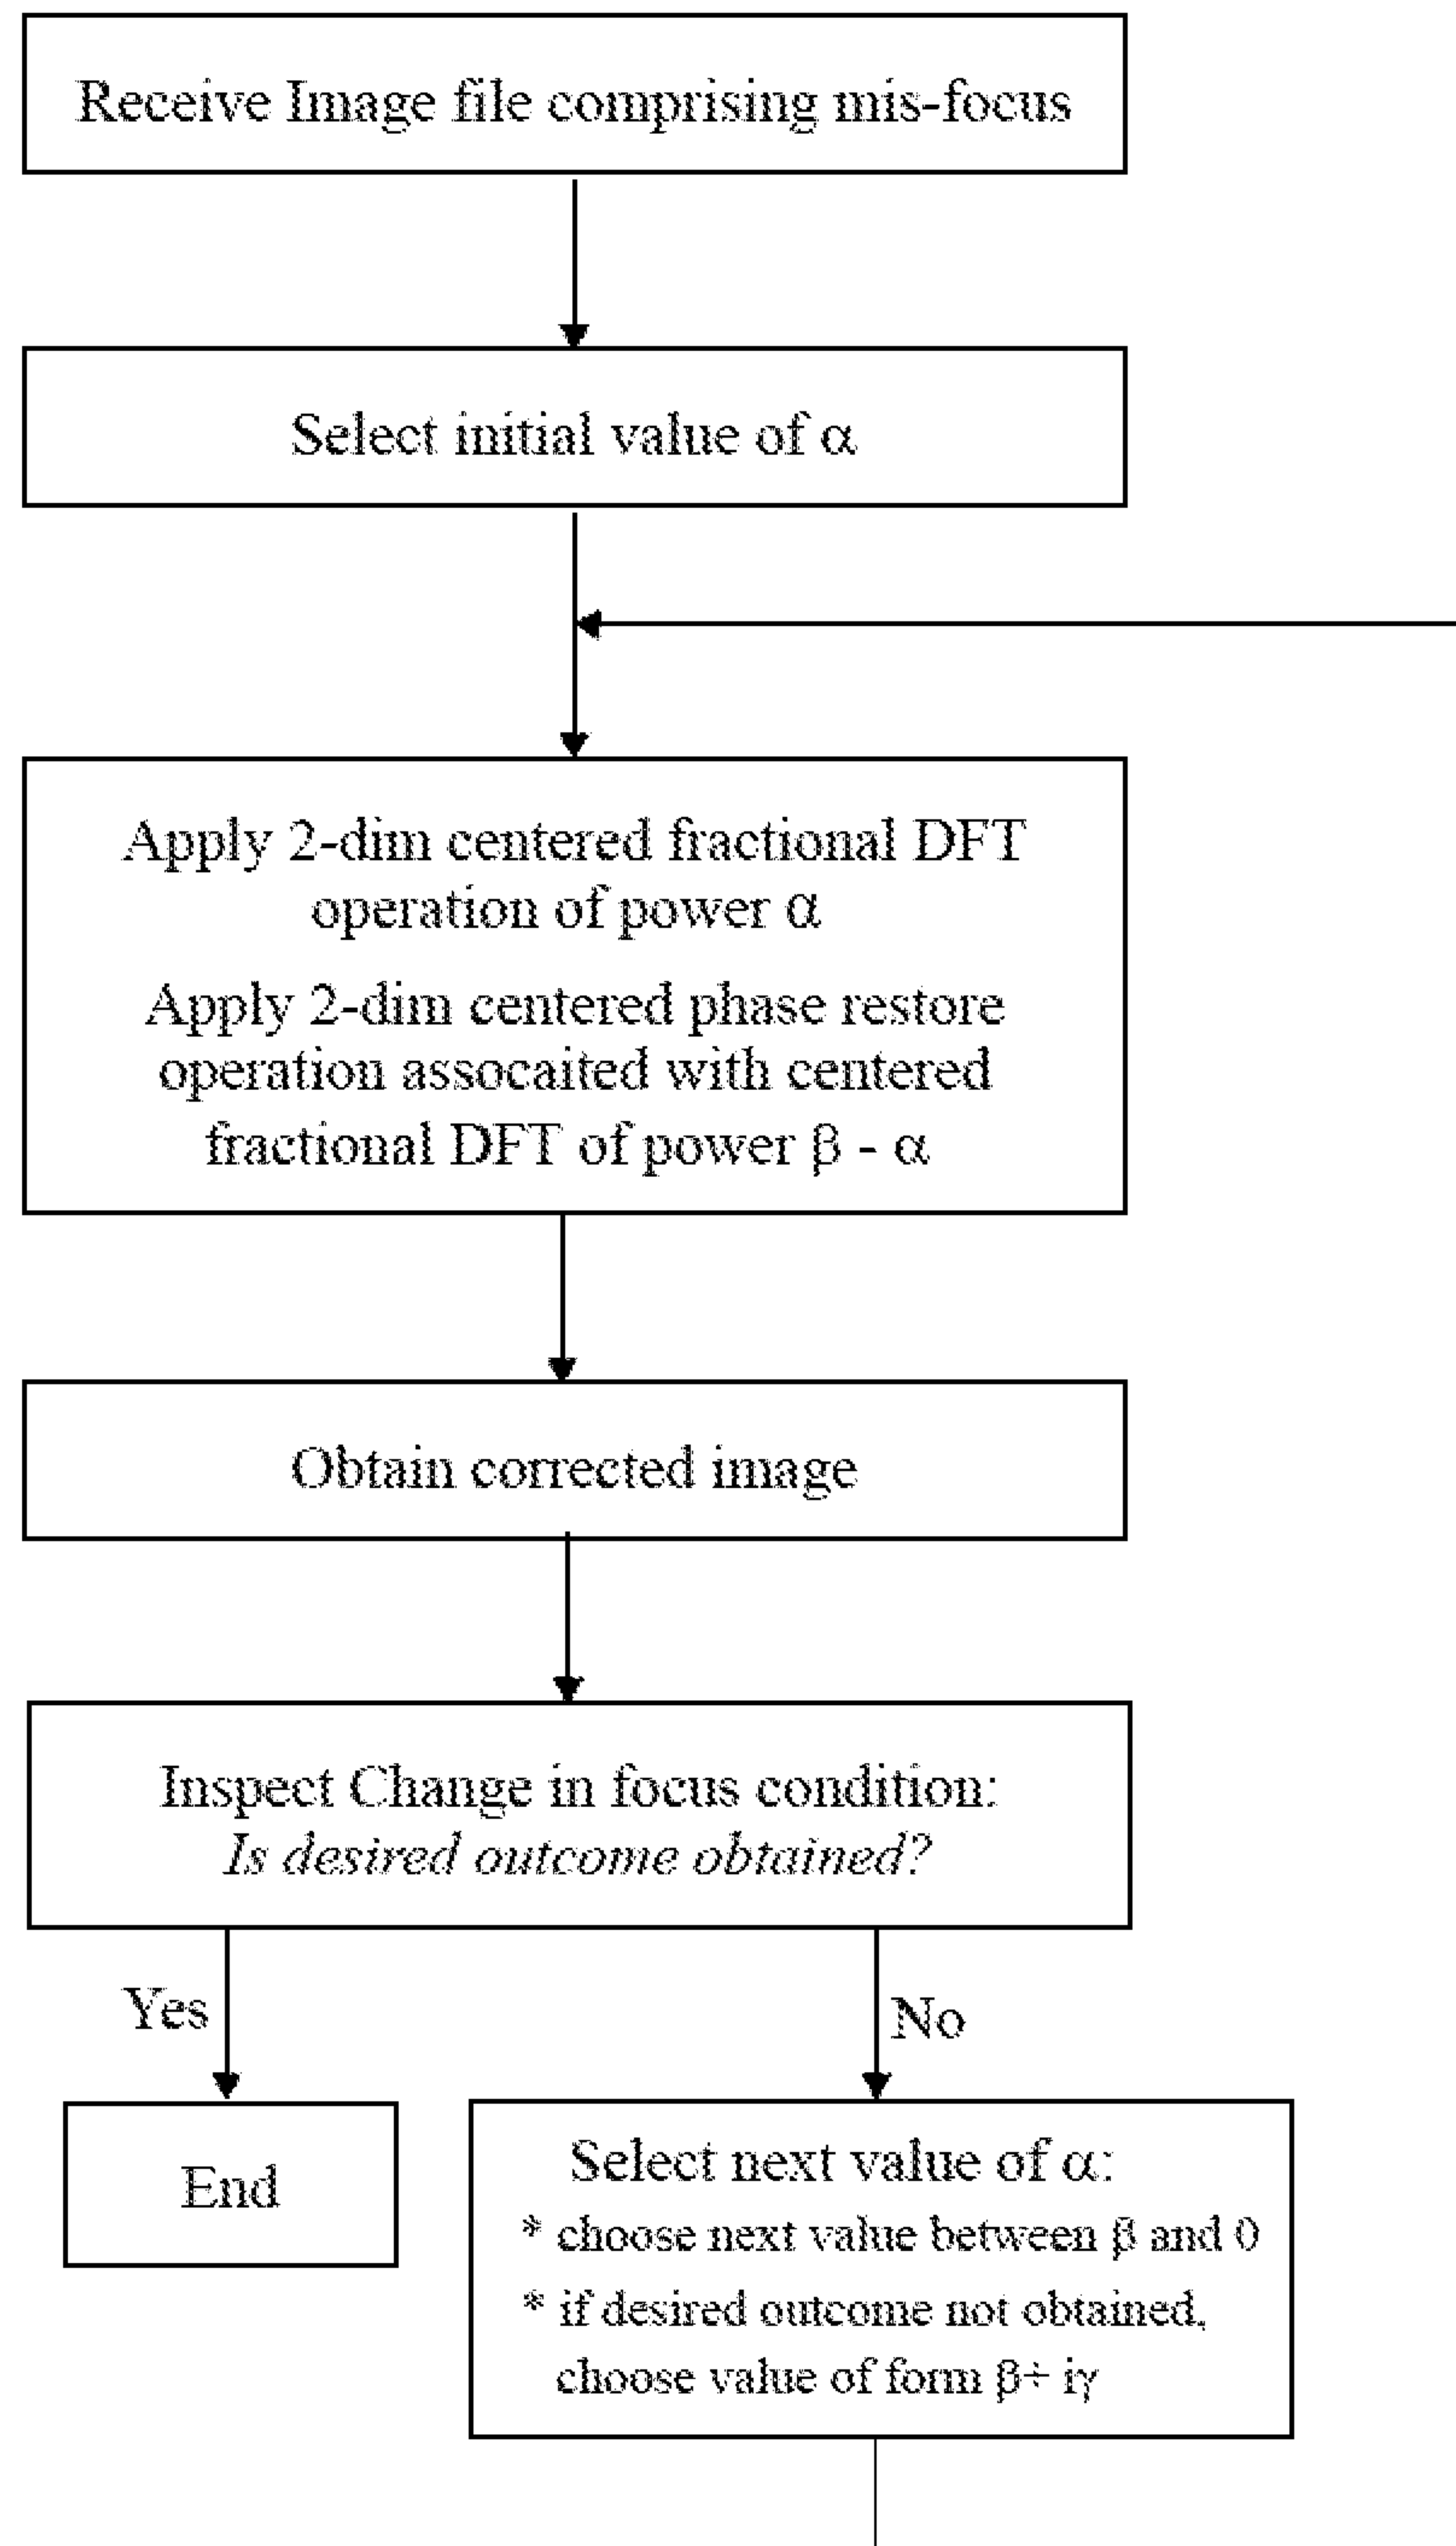 Receive Image file comprising mis-focus
Select initial value of α
Apply 2-dim centered fractional DFT
operation of power α
Apply 2-dim centered phase restore
operation assocaited with centered
fractional DFT of power β - α
Obtain corrected image
Inspect Change in focus condition:
Is desired outcome obtained?
Yes
No
End
Select next value of α:
* choose next value between β and 0
* if desired outcome not obtained,
choose value of form β+ iγ